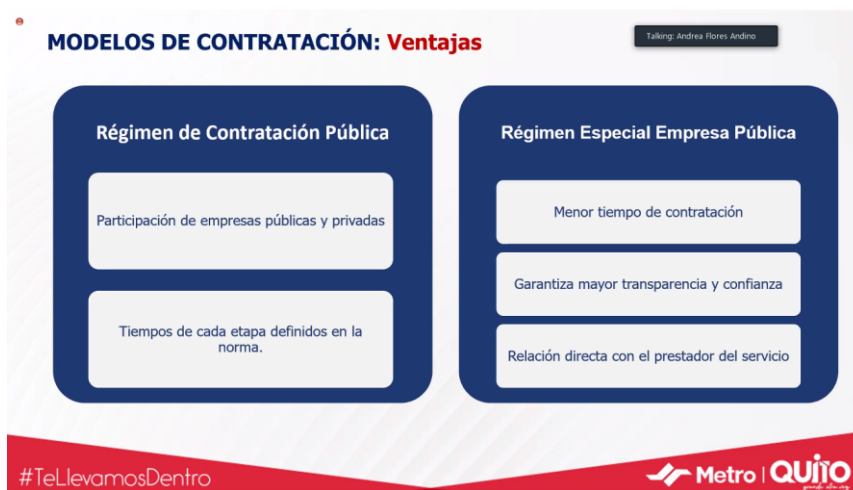 MODELOS DE CONTRATACIÓN: Ventajas
Talking: Andrea Flores Andino
Régimen de Contratación Pública
Participación de empresas públicas y privadas
Tiempos de cada etapa definidos en la
norma.
Régimen Especial Empresa Pública
Menor tiempo de contratación
Garantiza mayor transparencia y confianza
Relación directa con el prestador del servicio
#TeLlevamosDentro
Metro | QUITO